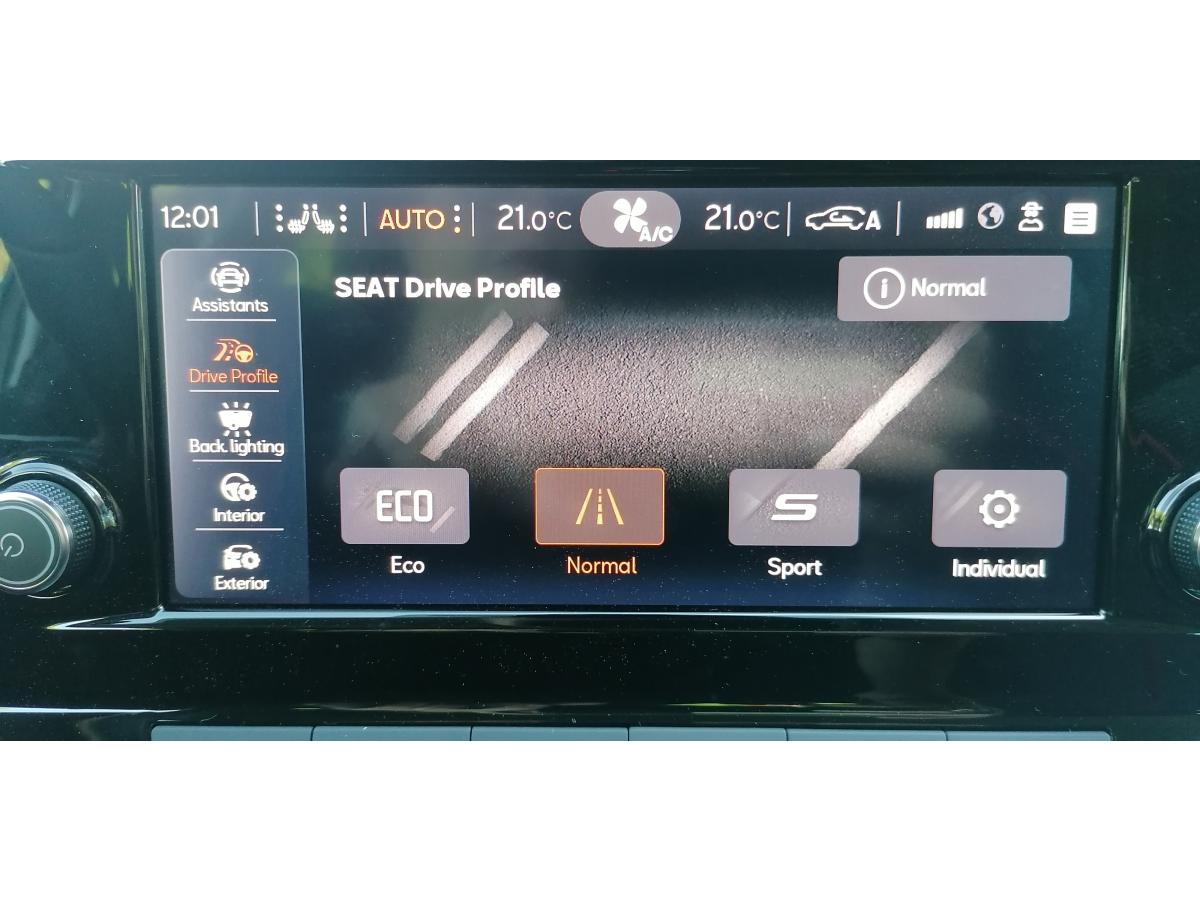 12:01 AUTO 21.0°C A/C 21.0°C A
Assistants
SEAT Drive Profile
i Normal
Drive Profile
Back. lighting
Interior
Exterior
ECO S
Eco Normal Sport Individual